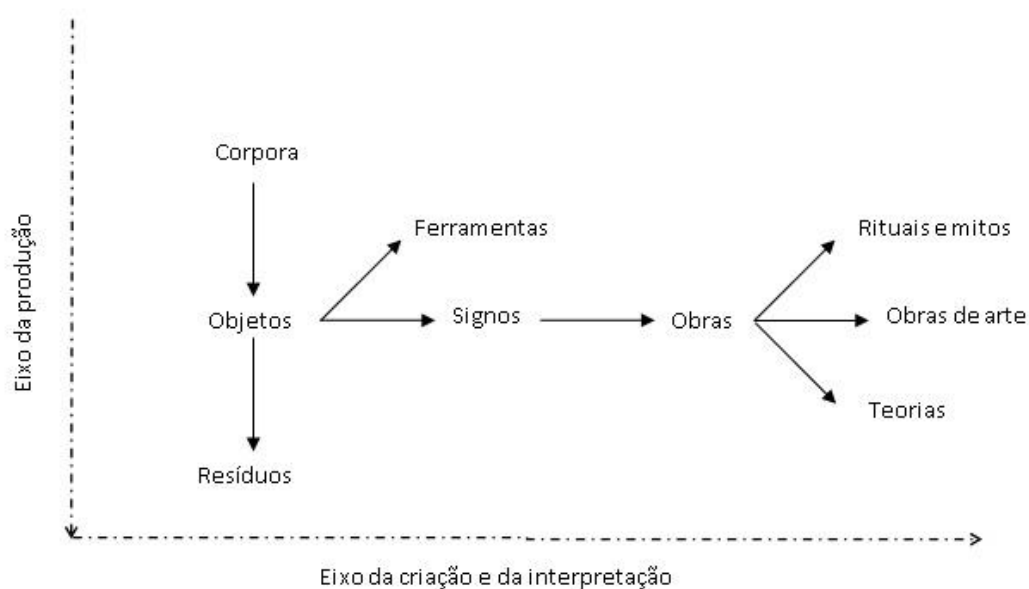 Corpora
Ferramentas
Rituais e mitos
Eixo da produção
Objetos
Signos
Obras
Obras de arte
Teorias
Resíduos
Eixo da criação e da interpretação